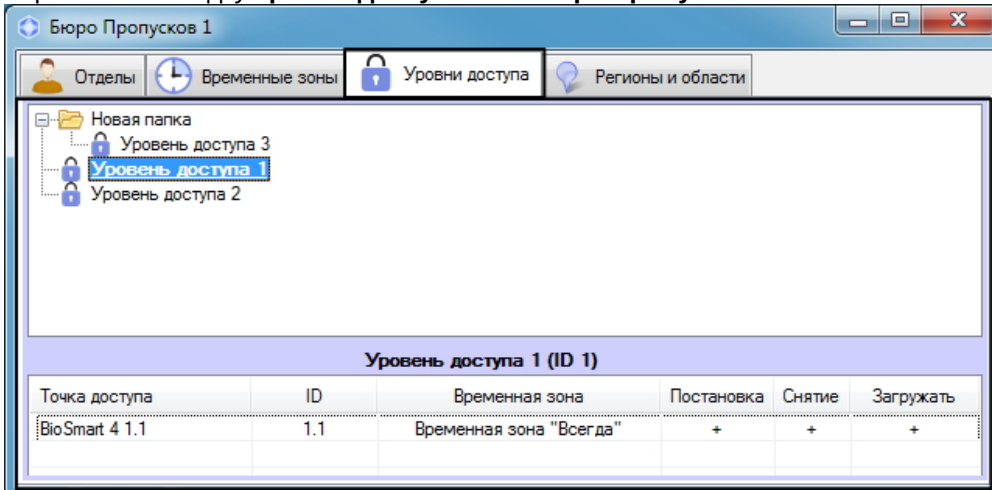 Бюро Пропусков 1
Отделы Временные зоны Уровни доступа Регионы и области
Новая папка
Уровень доступа 3
Уровень доступа 1
Уровень доступа 2
Уровень доступа 1 (ID 1)
Точка доступа ID Временная зона Постановка Снятие Загружать
BioSmart 4 1.1 1.1 Временная зона "Всегда" + + +